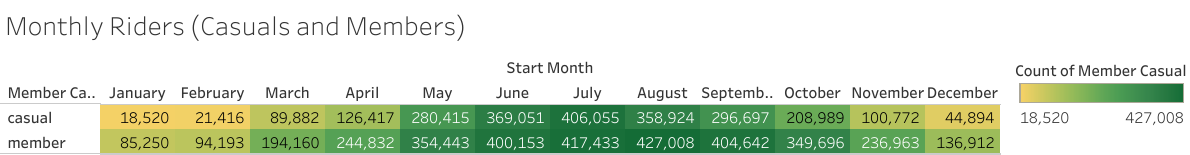 Monthly Riders (Casuals and Members)
Start Month
Member Ca.. January February March April May June July August Septemb.. October November December
casual 18,520 21,416 89,882 126,417 280,415 369,051 406,055 358,924 296,697 208,989 100,772 44,894
member 85,250 94,193 194,160 244,832 354,443 400,153 417,433 427,008 404,642 349,696 236,963 136,912
Count of Member Casual
18,520 427,008